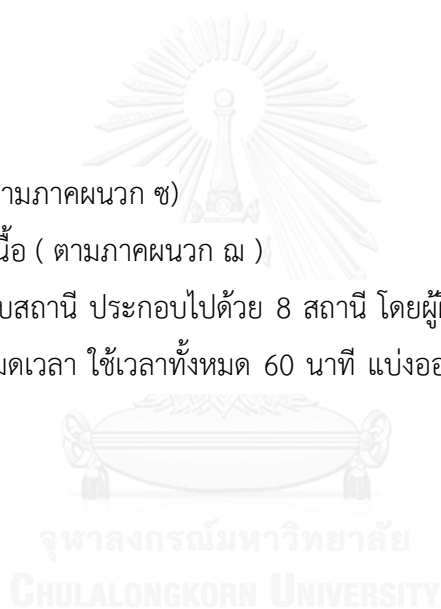 ามภาคผนวก ซ)
นื้อ ( ตามภาคผนวก ฌ )
บสถานี ประกอบไปด้วย 8 สถานี โดยผู้
มดเวลา ใช้เวลาทั้งหมด 60 นาที แบ่งออ
จุฬาลงกรณ์มหาวิทยาลัย
CHULALONGKORN UNIVERSITY